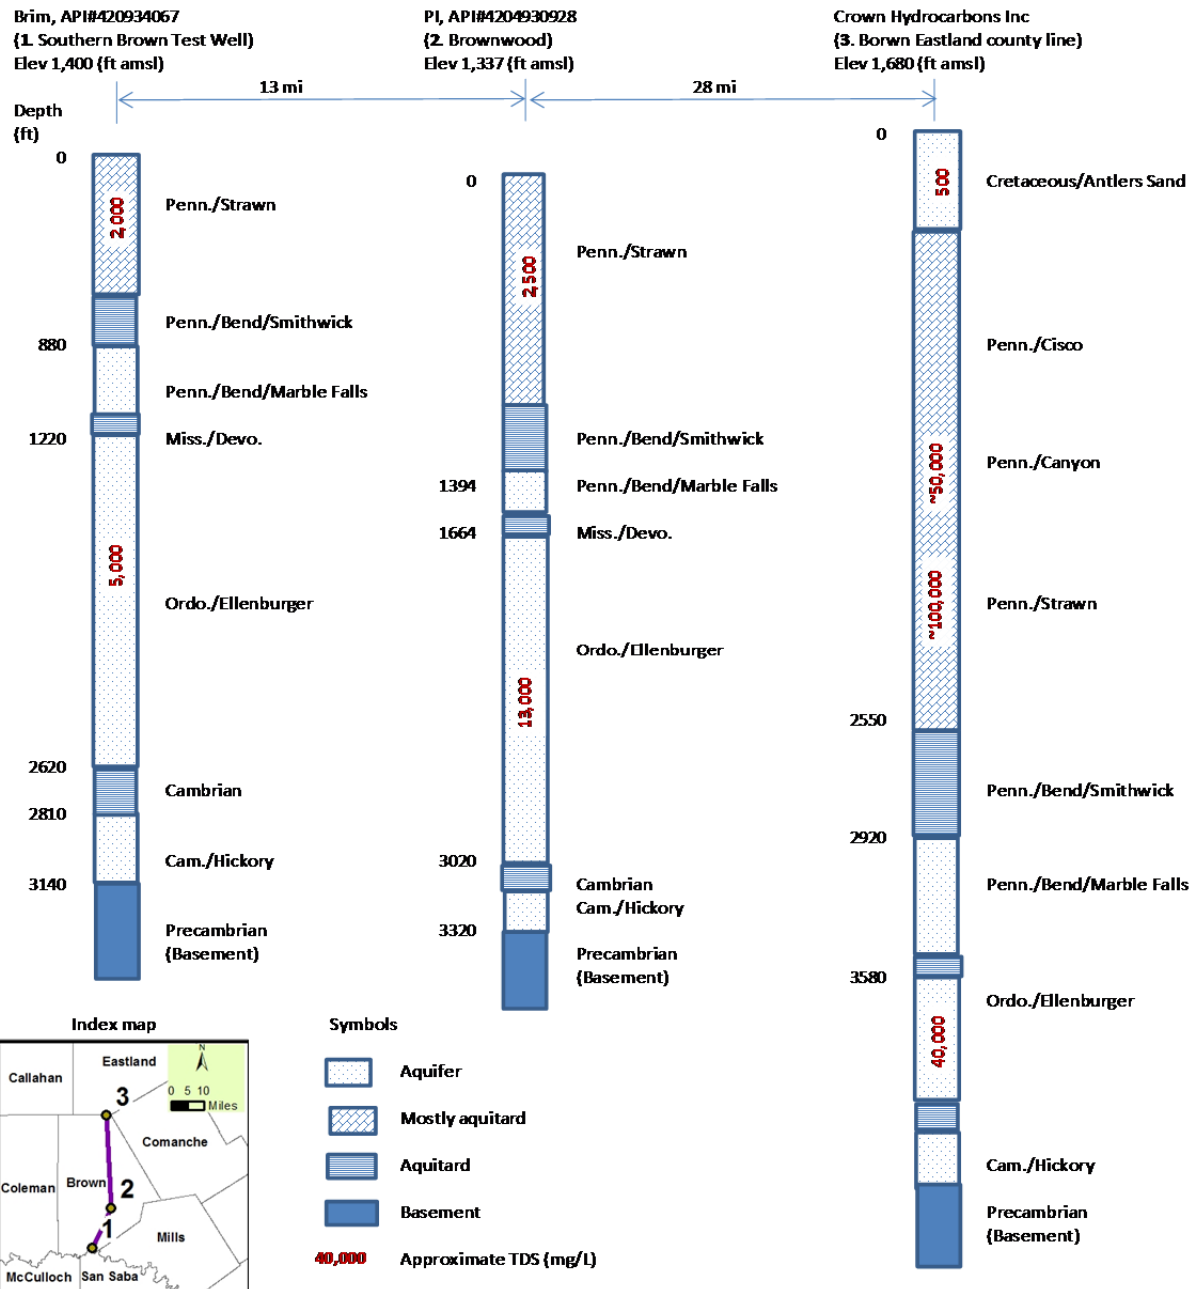 Brim, API#420934067
(1. Southern Brown Test Well)
Elev 1,400 (ft amsl)
PI, API#4204930928
(2. Brownwood)
Elev 1,337 (ft amsl)
Crown Hydrocarbons Inc
(3. Borwn Eastland county line)
Elev 1,680 (ft amsl)
13 mi
28 mi
Depth
(ft)
0
2,000
Penn./Strawn
Penn./Bend/Smithwick
880
Penn./Bend/Marble Falls
1220
Miss./Devo.
5,000
Ordo./Ellenburger
2620
Cambrian
2810
Cam./Hickory
3140
Precambrian
(Basement)
0
Penn./Strawn
2,500
Penn./Bend/Smithwick
1394
Penn./Bend/Marble Falls
1664
Miss./Devo.
Ordo./Ellenburger
13,000
3020
Cambrian
Cam./Hickory
3320
Precambrian
(Basement)
0
500
Cretaceous/Antlers Sand
Penn./Cisco
Penn./Canyon
~50,000
~100,000
Penn./Strawn
2550
Penn./Bend/Smithwick
2920
Penn./Bend/Marble Falls
3580
Ordo./Ellenburger
40,000
Cam./Hickory
Precambrian
(Basement)
Index map
Eastland
N
Callahan
3
0 5 10
Miles
Comanche
Coleman
Brown
2
1
Mills
McCulloch
San Saba
Symbols
Aquifer
Mostly aquitard
Aquitard
Basement
40,000 Approximate TDS (mg/L)